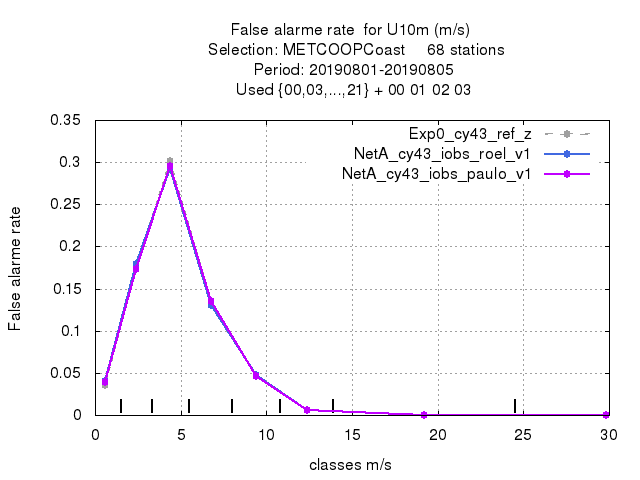 False alarme rate  for U10m (m/s)
Selection: METCOOPCoast     68 stations
Period: 20190801-20190805
Used {00,03,...,21} + 00 01 02 03
Exp0_cy43_ref_z
NetA_cy43_iobs_roel_v1
NetA_cy43_iobs_paulo_v1
False alarme rate
0.35
0.3
0.25
0.2
0.15
0.1
0.05
0
0 5 10 15 20 25 30
classes m/s